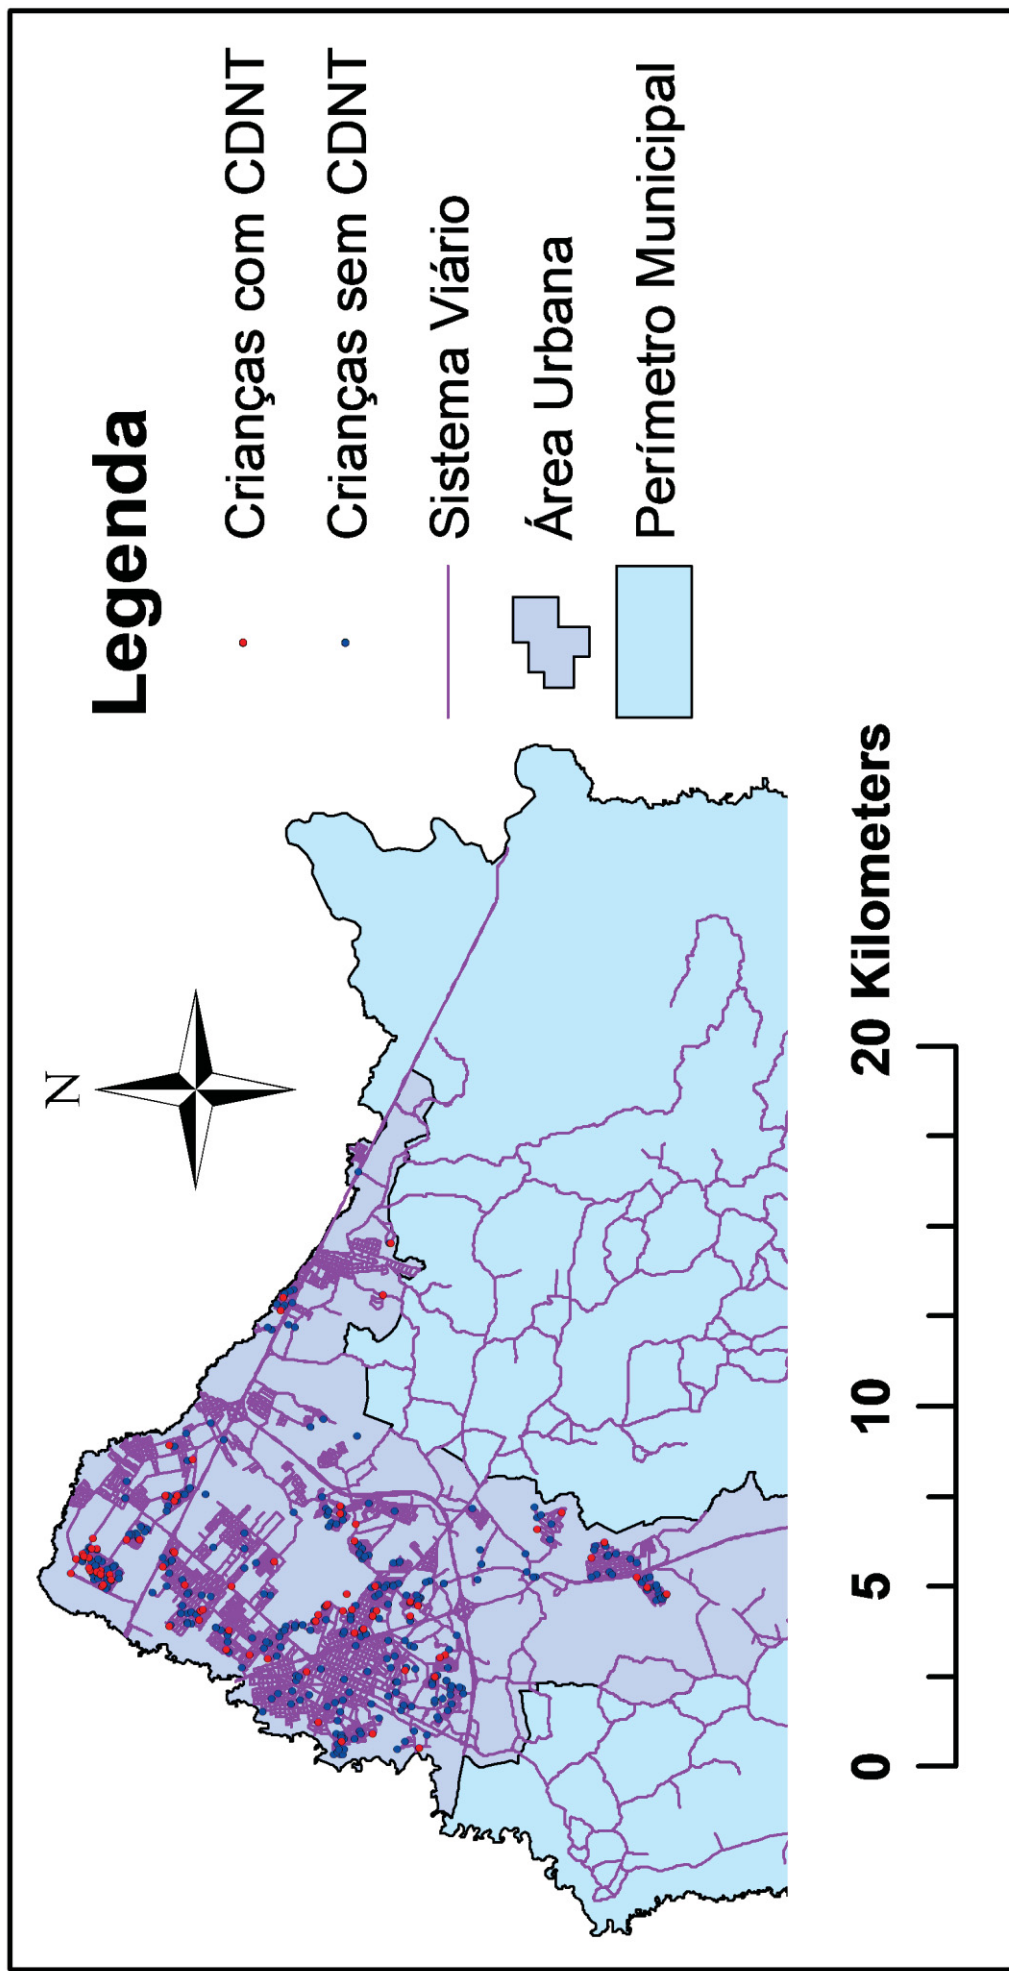 N
Legenda
Crianças com CDNT
Crianças sem CDNT
Sistema Viário
Área Urbana
Perímetro Municipal
0 5 10 20 Kilometers